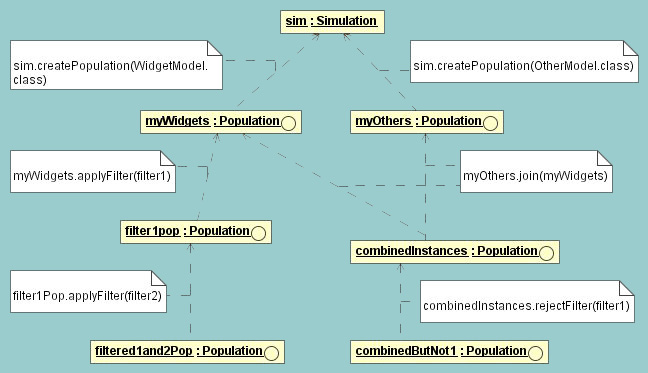 sim : Simulation
sim.createPopulation(WidgetModel.
class)
sim.createPopulation(OtherModel.class)
myWidgets : Population
myOthers : Population
myWidgets.applyFilter(filter1)
myOthers.join(myWidgets)
filter1pop : Population
combinedInstances : Population
filter1Pop.applyFilter(filter2)
combinedInstances.rejectFilter(filter1)
filtered1and2Pop : Population
combinedButNot1 : Population